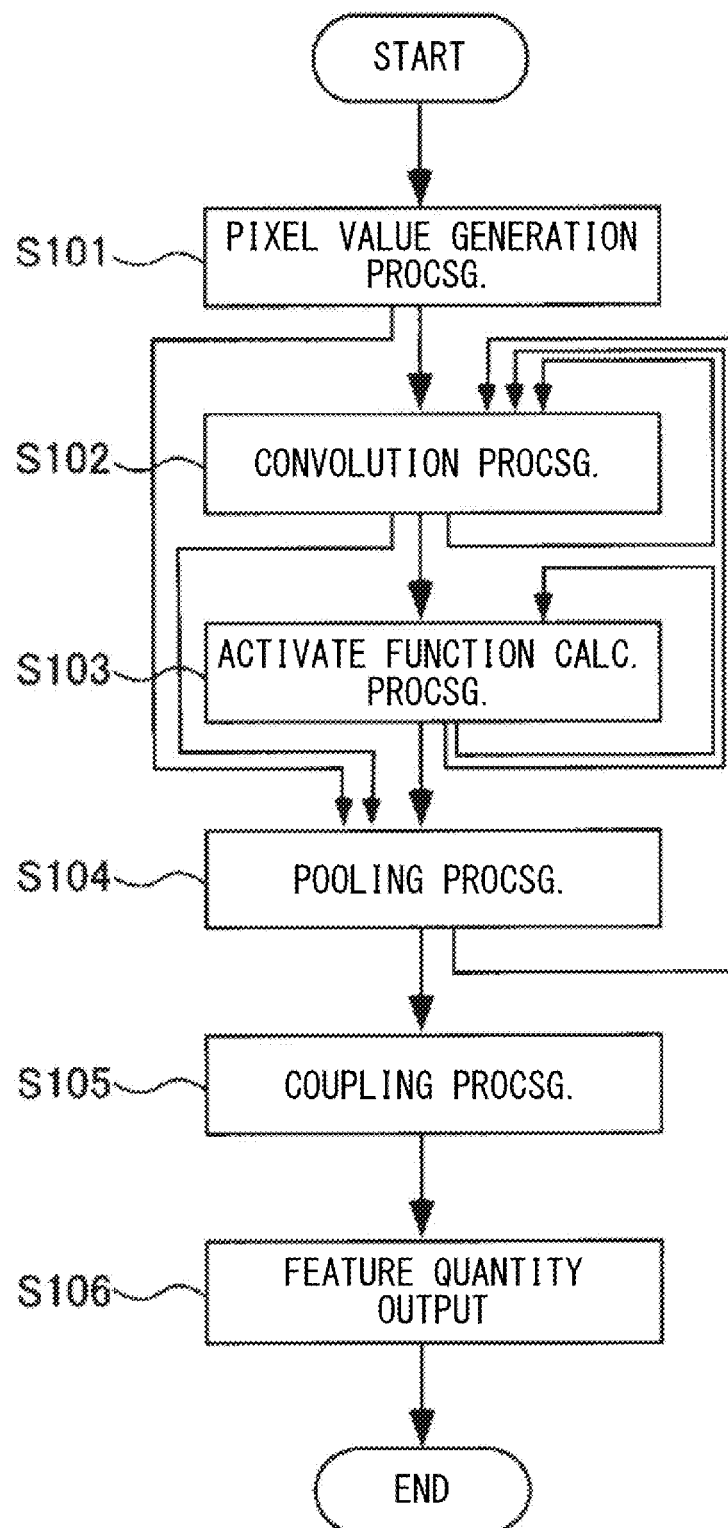 START
S101
PIXEL VALUE GENERATION
PROCSG.
S102
CONVOLUTION PROCSG.
S103
ACTIVATE FUNCTION CALC.
PROCSG.
S104
POOLING PROCSG.
S105
COUPLING PROCSG.
S106
FEATURE QUANTITY
OUTPUT
END